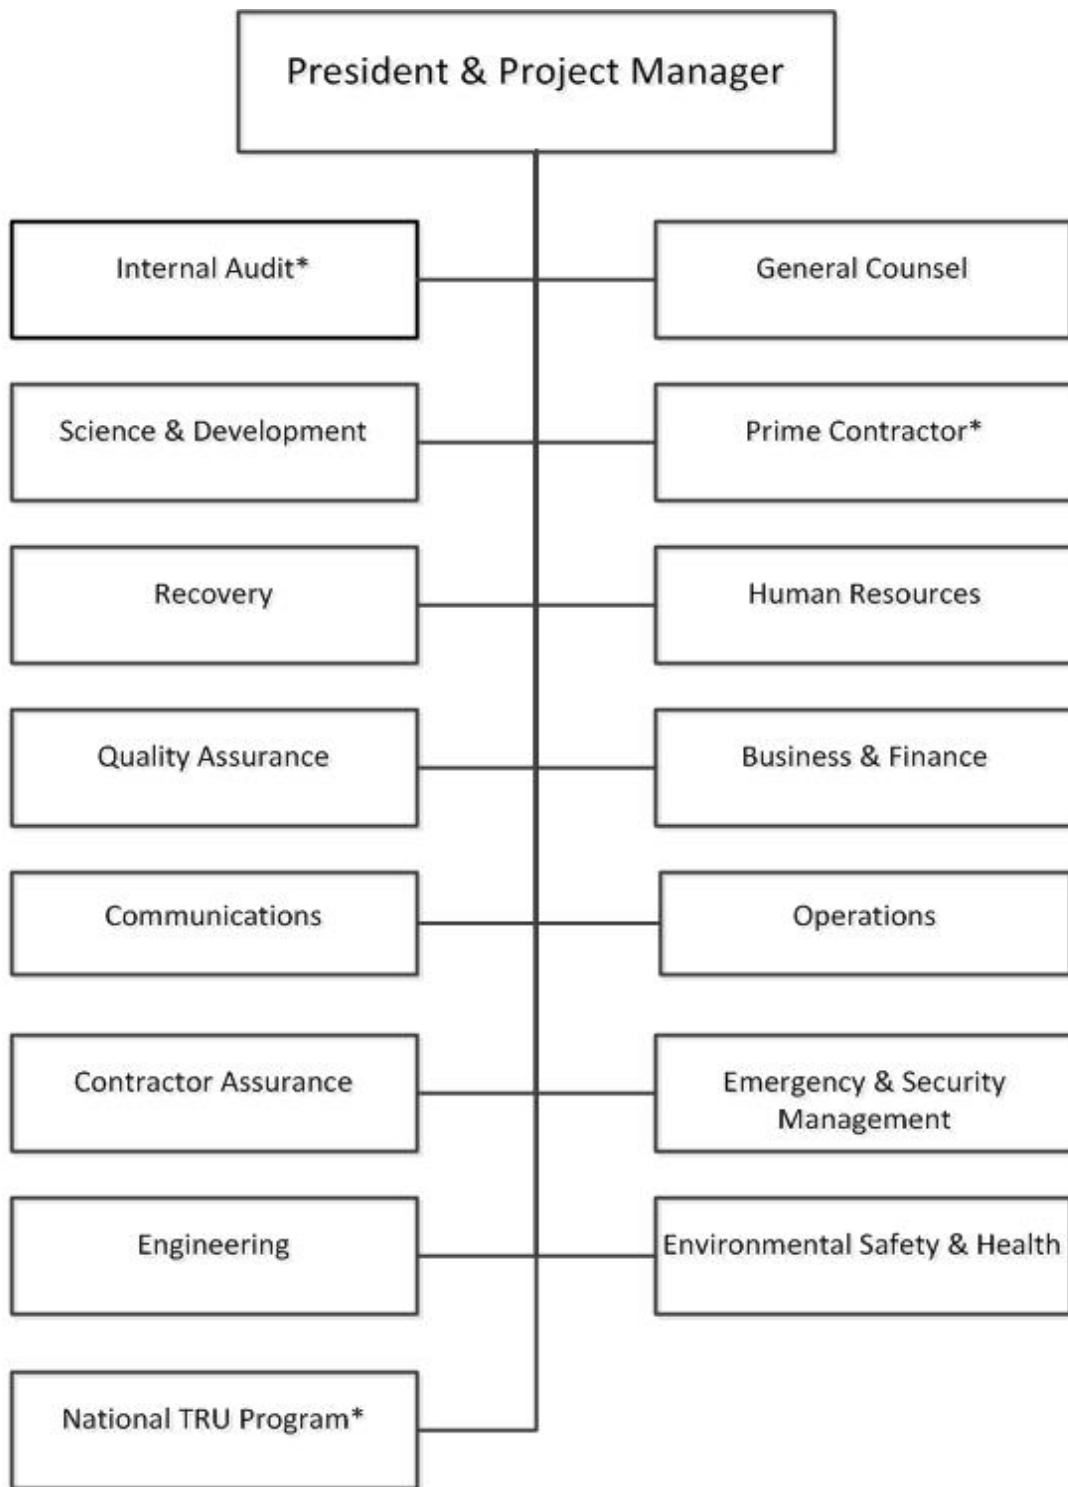 President & Project Manager
Internal Audit*
General Counsel
Science & Development
Prime Contractor*
Recovery
Human Resources
Quality Assurance
Business & Finance
Communications
Operations
Contractor Assurance
Emergency & Security
Management
Engineering
Environmental Safety & Health
National TRU Program*